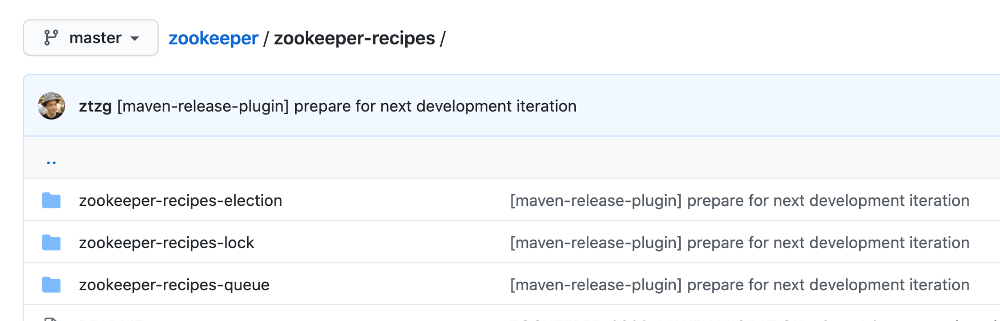 master zookeeper / zookeeper-recipes /
ztzg [maven-release-plugin] prepare for next development iteration
..
zookeeper-recipes-election [maven-release-plugin] prepare for next development iteration
zookeeper-recipes-lock [maven-release-plugin] prepare for next development iteration
zookeeper-recipes-queue [maven-release-plugin] prepare for next development iteration